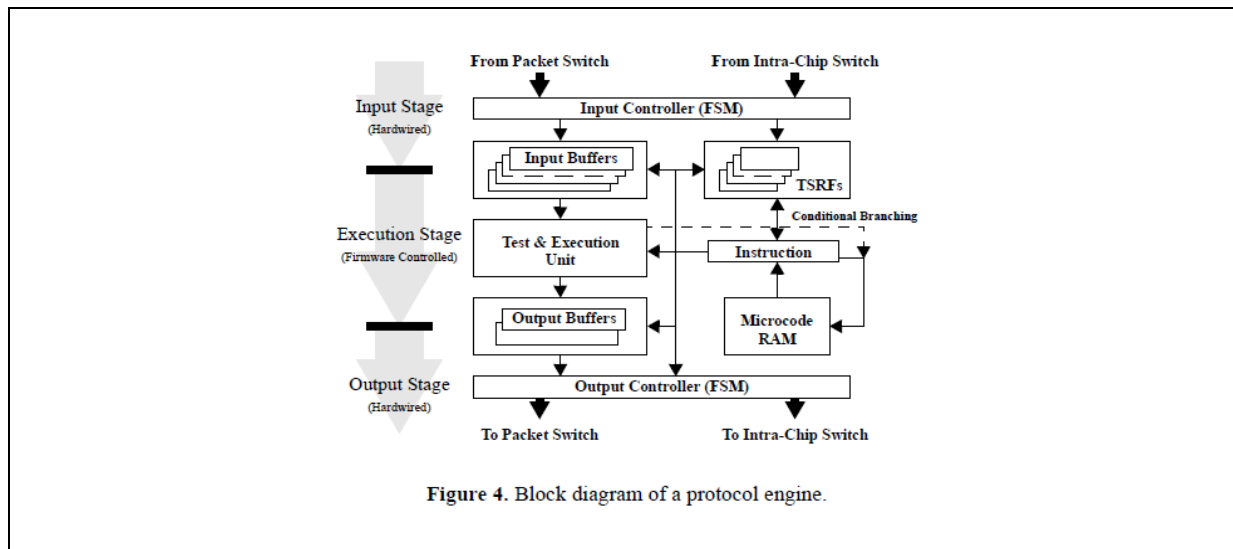 From Packet Switch
From Intra-Chip Switch
Input Stage
(Hardwired)
Input Controller (FSM)
Input Buffers
TSRFs
Conditional Branching
Execution Stage
(Firmware Controlled)
Test & Execution
Unit
Instruction
Output Buffers
Microcode
RAM
Output Stage
(Hardwired)
Output Controller (FSM)
To Packet Switch
To Intra-Chip Switch
Figure 4. Block diagram of a protocol engine.